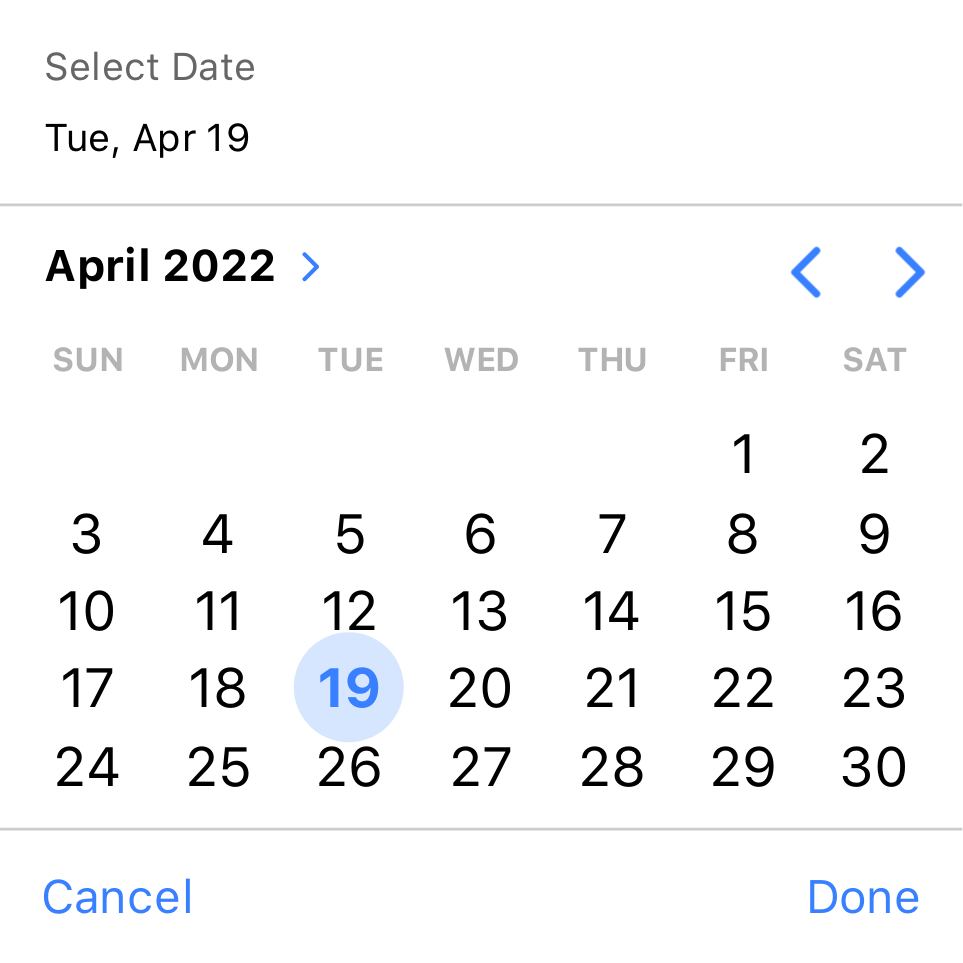 Select Date
Tue, Apr 19
April 2022
SUN MON TUE WED THU FRI SAT
1 2
3 4 5 6 7 8 9
10 11 12 13 14 15 16
17 18 19 20 21 22 23
24 25 26 27 28 29 30
Cancel Done